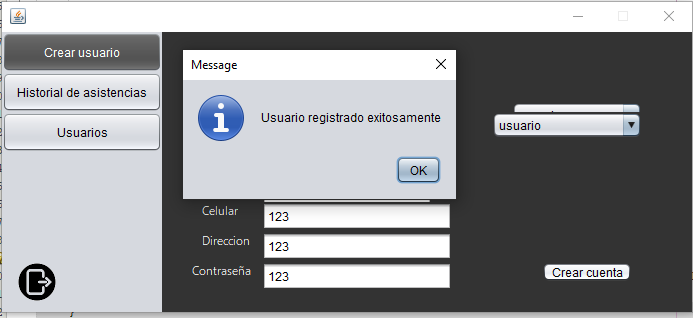 Crear usuario
Historial de asistencias
Usuarios
Message
Usuario registrado exitosamente
OK
usuario
Celular
123
Direccion
123
Contraseña
123
Crear cuenta